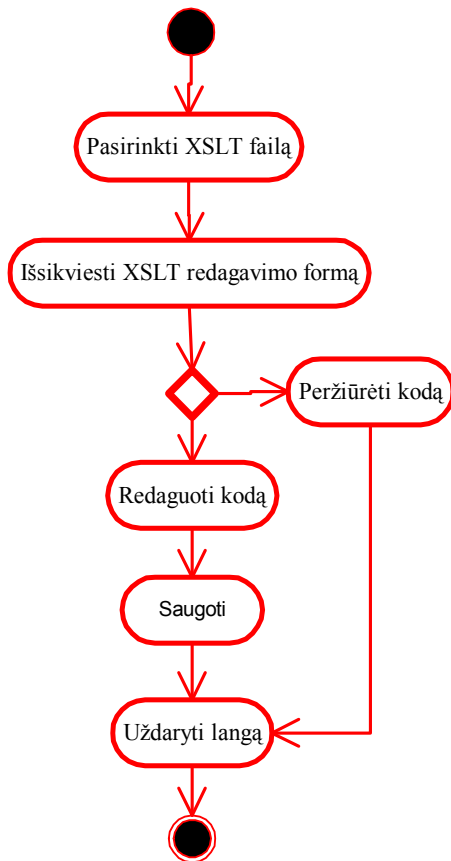 Pasirinkti XSLT failą
Išsikviesti XSLT redagavimo formą
Peržiūrėti kodą
Redaguoti kodą
Saugoti
Uždaryti langą